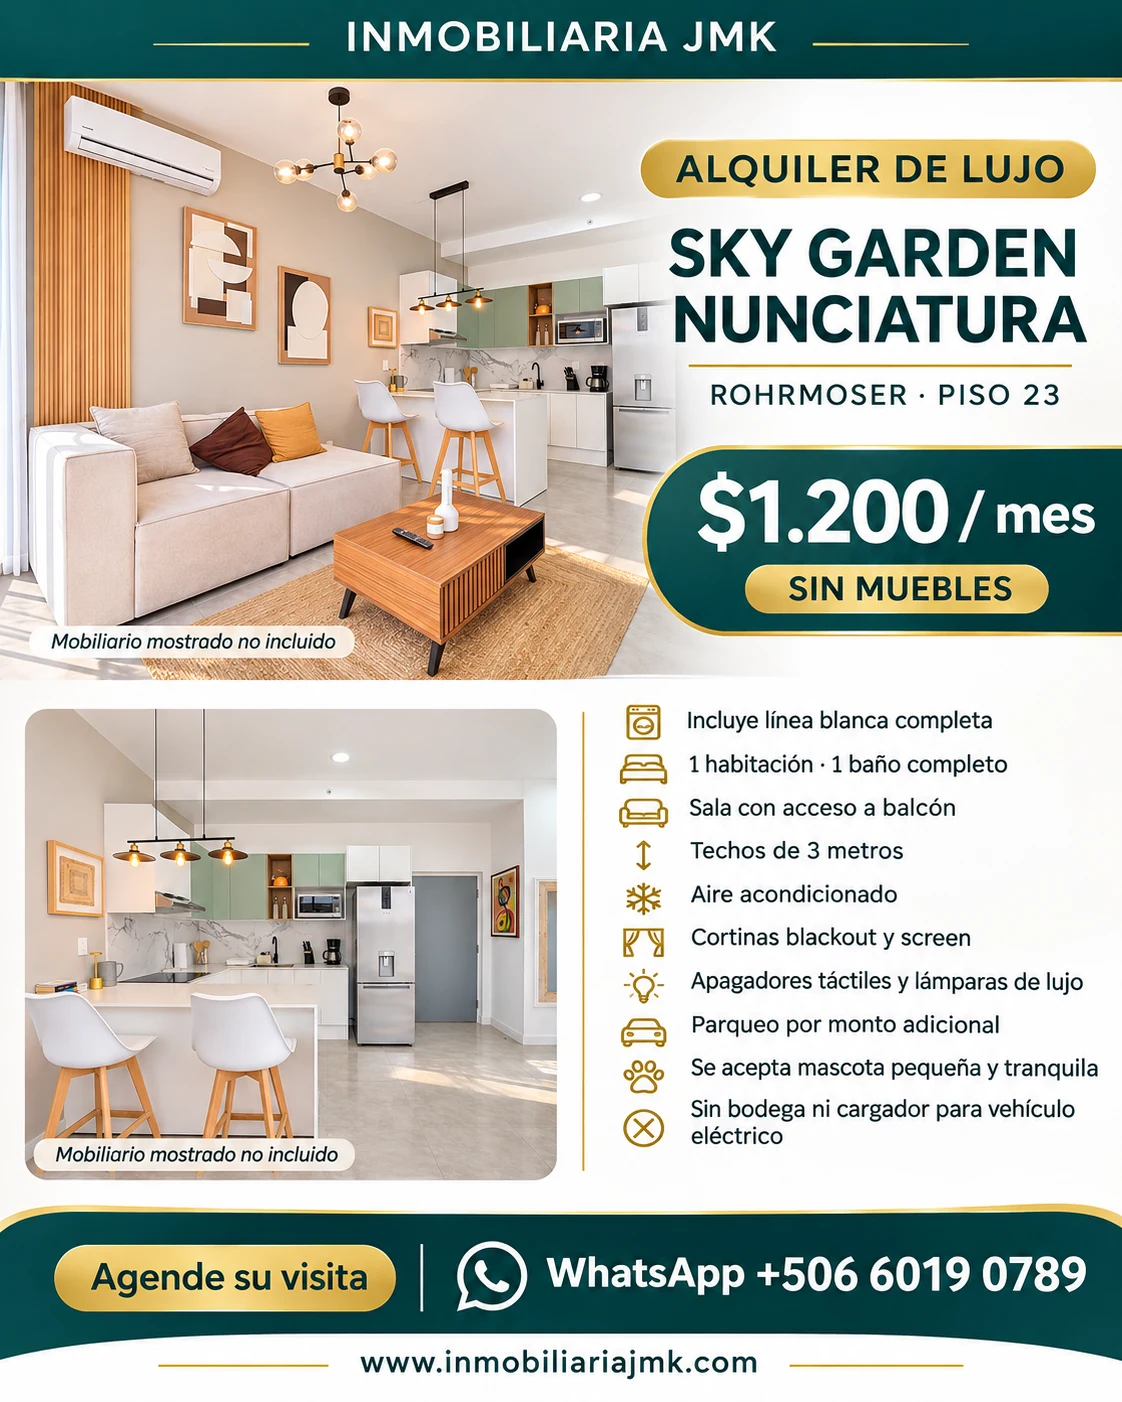 INMOBILIARIA JMK
ALQUILER DE LUJO
SKY GARDEN
NUNCIATURA
ROHRMOSER · PISO 23
$1.200 / mes
SIN MUEBLES
Mobiliario mostrado no incluido
Incluye línea blanca completa
1 habitación · 1 baño completo
Sala con acceso a balcón
Techos de 3 metros
Aire acondicionado
Cortinas blackout y screen
Apagadores táctiles y lámparas de lujo
Parqueo por monto adicional
Se acepta mascota pequeña y tranquila
Sin bodega ni cargador para vehículo
eléctrico
Mobiliario mostrado no incluido
Agende su visita
WhatsApp +506 6019 0789
www.inmobiliariajmk.com